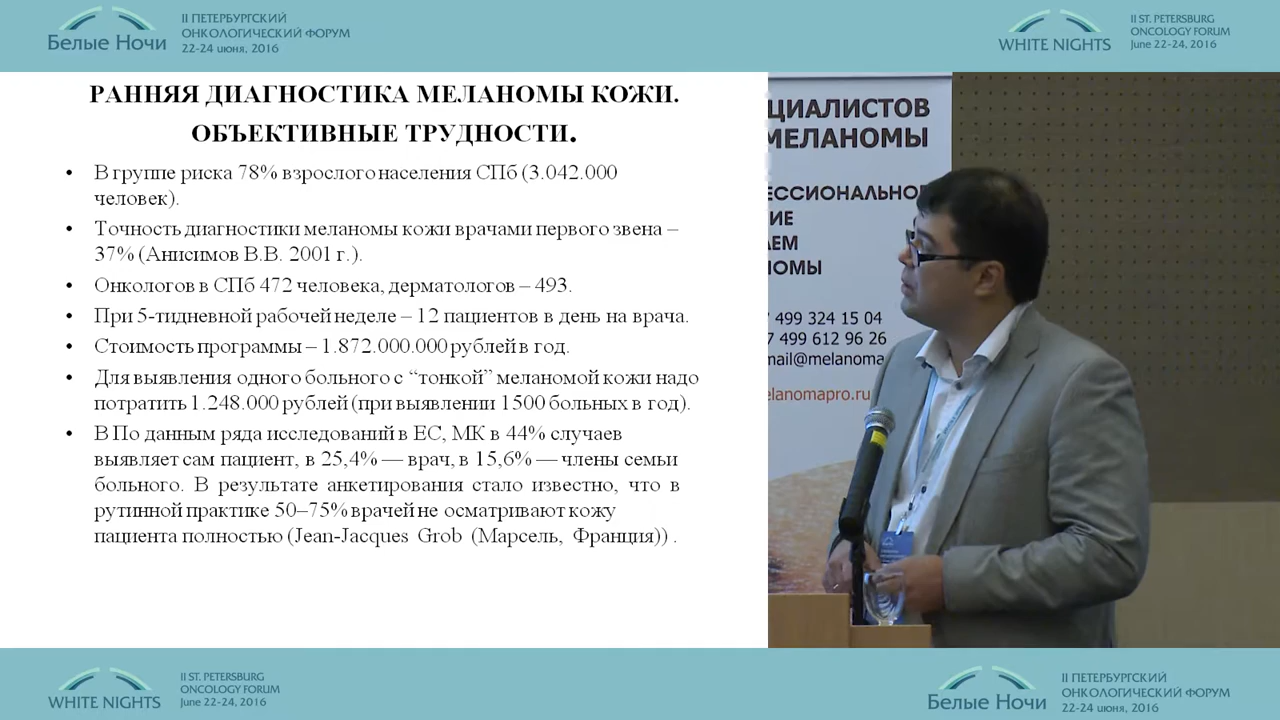 Белые Ночи
II ПЕТЕРБУРГСКИЙ
ОНКОЛОГИЧЕСКИЙ ФОРУМ
22-24 июня, 2016
WHITE NIGHTS
II ST. PETERSBURG
ONCOLOGY FORUM
June 22-24, 2016
РАННЯЯ ДИАГНОСТИКА МЕЛАНОМЫ КОЖИ.
ОБЪЕКТИВНЫЕ ТРУДНОСТИ.
• В группе риска 78% взрослого населения СПб (3.042.000
человек).
• Точность диагностики меланомы кожи врачами первого звена –
37% (Анисимов В.В. 2001 г.).
• Онкологов в СПб 472 человека, дерматологов – 493.
• При 5-тидневной рабочей неделе – 12 пациентов в день на врача.
• Стоимость программы – 1.872.000.000 рублей в год.
• Для выявления одного больного с “тонкой” меланомой кожи надо
потратить 1.248.000 рублей (при выявлении 1500 больных в год).
• В По данным ряда исследований в ЕС, МК в 44% случаев
выявляет сам пациент, в 25,4% — врач, в 15,6% — члены семьи
больного. В результате анкетирования стало известно, что в
рутинной практике 50–75% врачей не осматривают кожу
пациента полностью (Jean-Jacques Grob (Марсель, Франция)) .
ЦИАЛИСТОВ
МЕЛАНОМЫ
ЕССИОНАЛЬНОЕ
ИЕ
АЕМ
НОМЫ
7 499 324 15 04
7 499 612 96 26
mail@melanoma
elanomapro.ru
WHITE NIGHTS
II ST. PETERSBURG
ONCOLOGY FORUM
June 22-24, 2016
Белые Ночи
II ПЕТЕРБУРГСКИЙ
ОНКОЛОГИЧЕСКИЙ ФОРУМ
22-24 июня, 2016